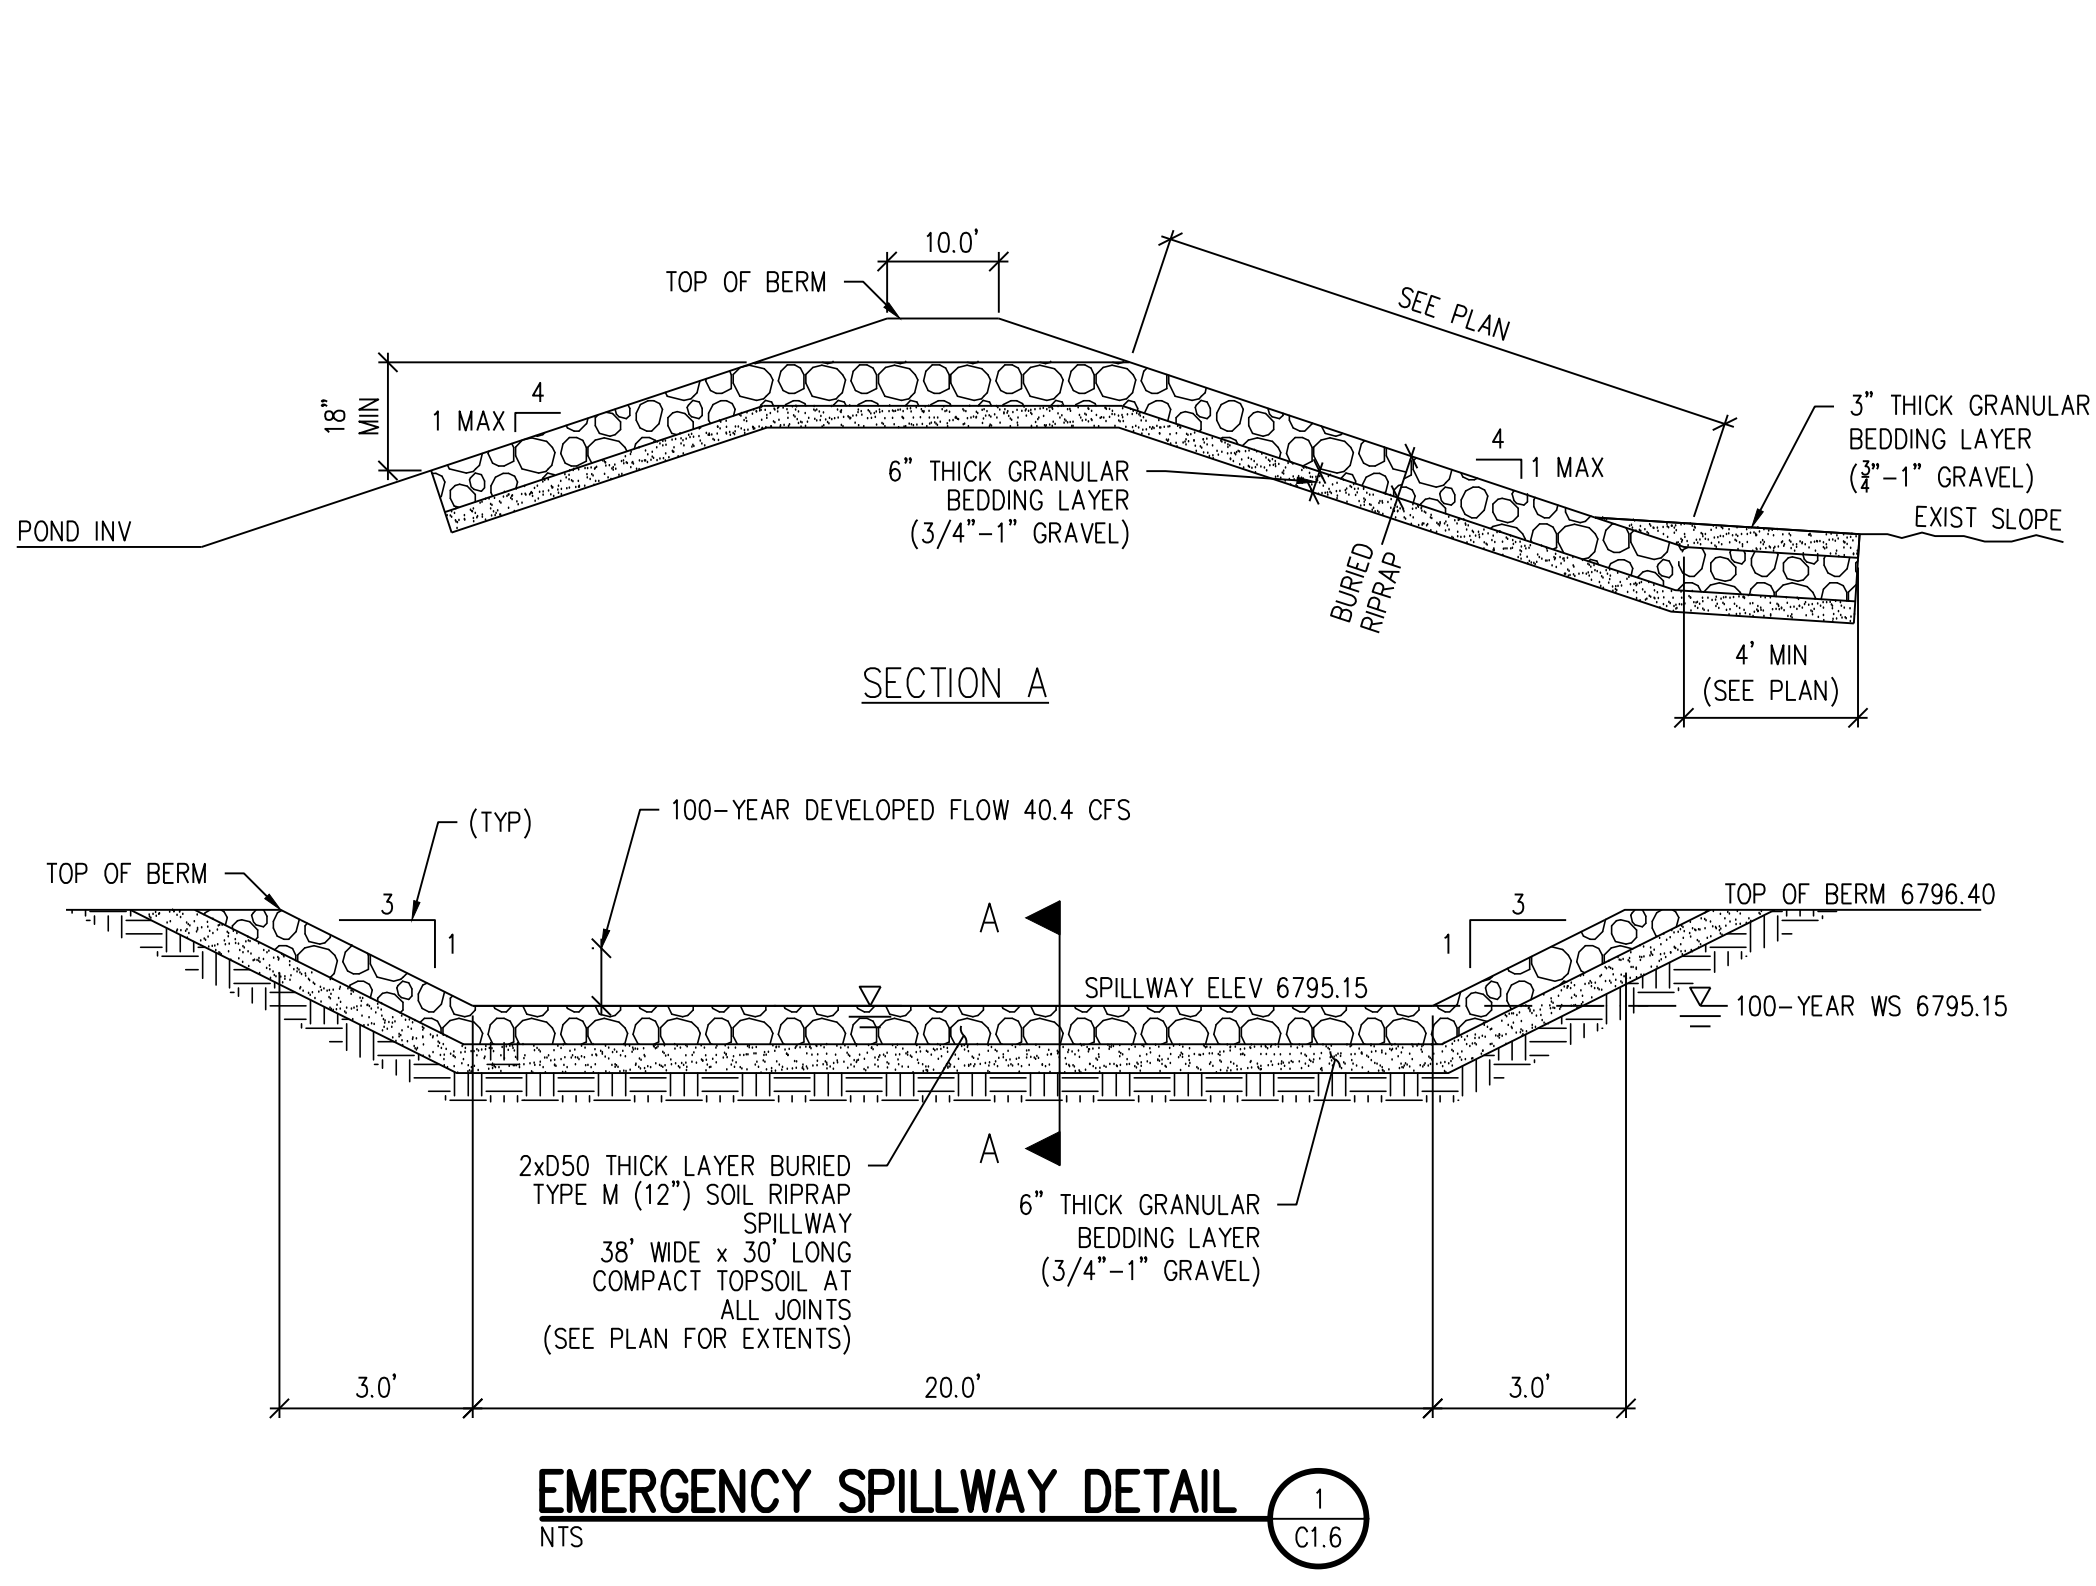 10.0'
TOP OF BERM
SEE PLAN
18"
MIN
4
1 MAX
3" THICK GRANULAR
BEDDING LAYER
(3/4"-1" GRAVEL)
4
1 MAX
6" THICK GRANULAR
BEDDING LAYER
(3/4"-1" GRAVEL)
EXIST SLOPE
POND INV
BURIED
RIPRAP
4' MIN
(SEE PLAN)
SECTION A
100-YEAR DEVELOPED FLOW 40.4 CFS
(TYP)
TOP OF BERM
3
1
A
3
1
TOP OF BERM 6796.40
SPILLWAY ELEV 6795.15
100-YEAR WS 6795.15
A
2xD50 THICK LAYER BURIED
TYPE M (12") SOIL RIPRAP
SPILLWAY
38' WIDE x 30' LONG
COMPACT TOPSOIL AT
ALL JOINTS
(SEE PLAN FOR EXTENTS)
6" THICK GRANULAR
BEDDING LAYER
(3/4"-1" GRAVEL)
3.0'
20.0'
3.0'
EMERGENCY SPILLWAY DETAIL
NTS
1
C1.6